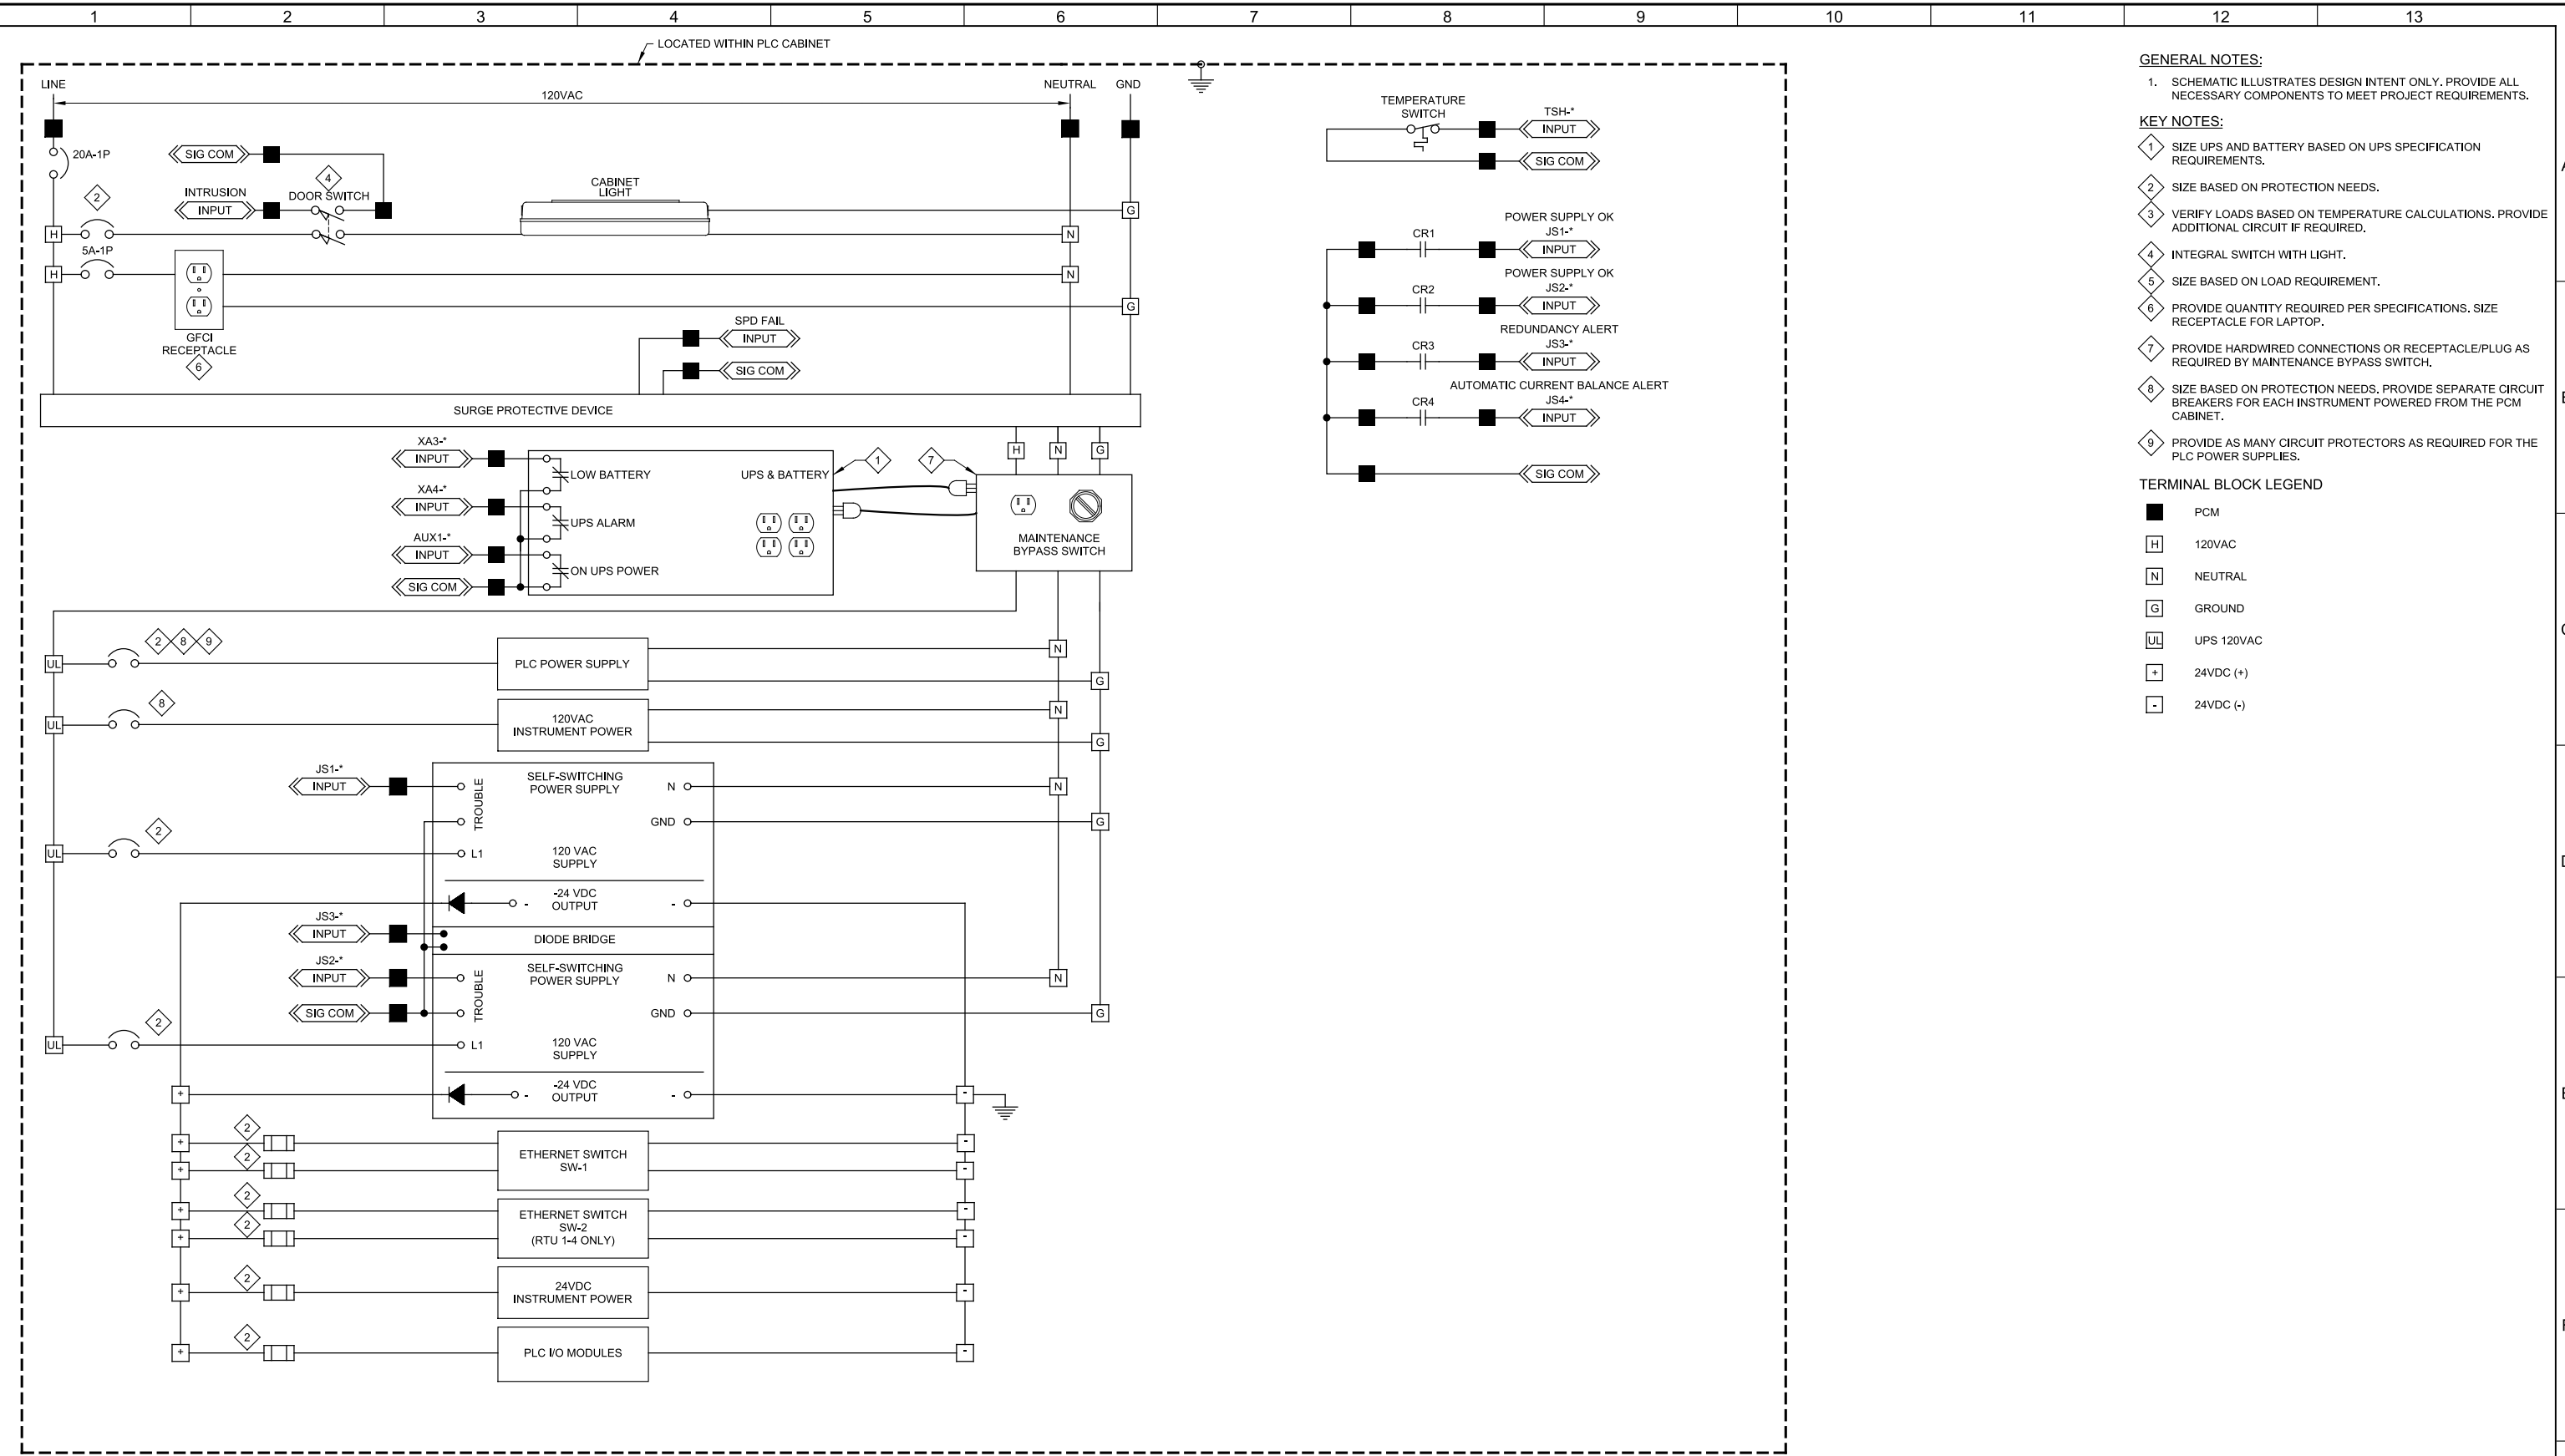 1 2 3 4 5 6 7 8 9 10 11 12 13
LOCATED WITHIN PLC CABINET
LINE
120VAC
NEUTRAL
GND
20A-1P
SIG COM
2
INTRUSION
INPUT
4
DOOR SWITCH
CABINET
LIGHT
G
H
N
5A-1P
H
N
G
GFCI
RECEPTACLE
6
SPD FAIL
INPUT
SIG COM
SURGE PROTECTIVE DEVICE
H
N
G
XA3-*
INPUT
LOW BATTERY
XA4-*
INPUT
UPS ALARM
AUX1-*
INPUT
ON UPS POWER
SIG COM
UPS & BATTERY
1
7
MAINTENANCE
BYPASS SWITCH
2
8
9
UL
PLC POWER SUPPLY
N
G
8
UL
120VAC
INSTRUMENT POWER
N
G
JS1-*
INPUT
TROUBLE
SELF-SWITCHING
POWER SUPPLY
N
N
GND
G
2
UL
L1
120 VAC
SUPPLY
-
-24 VDC
OUTPUT
-
JS3-*
INPUT
DIODE BRIDGE
JS2-*
INPUT
TROUBLE
SELF-SWITCHING
POWER SUPPLY
N
N
SIG COM
GND
G
2
UL
L1
120 VAC
SUPPLY
+
-
-24 VDC
OUTPUT
-
-
2
+
-
2
+
-
ETHERNET SWITCH
SW-1
2
+
-
2
+
-
ETHERNET SWITCH
SW-2
(RTU 1-4 ONLY)
2
+
24VDC
INSTRUMENT POWER
-
2
+
PLC I/O MODULES
-
TEMPERATURE
SWITCH
TSH-*
INPUT
SIG COM
POWER SUPPLY OK
CR1
JS1-*
INPUT
POWER SUPPLY OK
CR2
JS2-*
INPUT
REDUNDANCY ALERT
CR3
JS3-*
INPUT
AUTOMATIC CURRENT BALANCE ALERT
CR4
JS4-*
INPUT
SIG COM
GENERAL NOTES:
1. SCHEMATIC ILLUSTRATES DESIGN INTENT ONLY. PROVIDE ALL
NECESSARY COMPONENTS TO MEET PROJECT REQUIREMENTS.
KEY NOTES:
1 SIZE UPS AND BATTERY BASED ON UPS SPECIFICATION
REQUIREMENTS.
2 SIZE BASED ON PROTECTION NEEDS.
3 VERIFY LOADS BASED ON TEMPERATURE CALCULATIONS. PROVIDE
ADDITIONAL CIRCUIT IF REQUIRED.
4 INTEGRAL SWITCH WITH LIGHT.
5 SIZE BASED ON LOAD REQUIREMENT.
6 PROVIDE QUANTITY REQUIRED PER SPECIFICATIONS. SIZE
RECEPTACLE FOR LAPTOP.
7 PROVIDE HARDWIRED CONNECTIONS OR RECEPTACLE/PLUG AS
REQUIRED BY MAINTENANCE BYPASS SWITCH.
8 SIZE BASED ON PROTECTION NEEDS. PROVIDE SEPARATE CIRCUIT
BREAKERS FOR EACH INSTRUMENT POWERED FROM THE PCM
CABINET.
9 PROVIDE AS MANY CIRCUIT PROTECTORS AS REQUIRED FOR THE
PLC POWER SUPPLIES.
TERMINAL BLOCK LEGEND
PCM
H 120VAC
N NEUTRAL
G GROUND
UL UPS 120VAC
+ 24VDC (+)
- 24VDC (-)